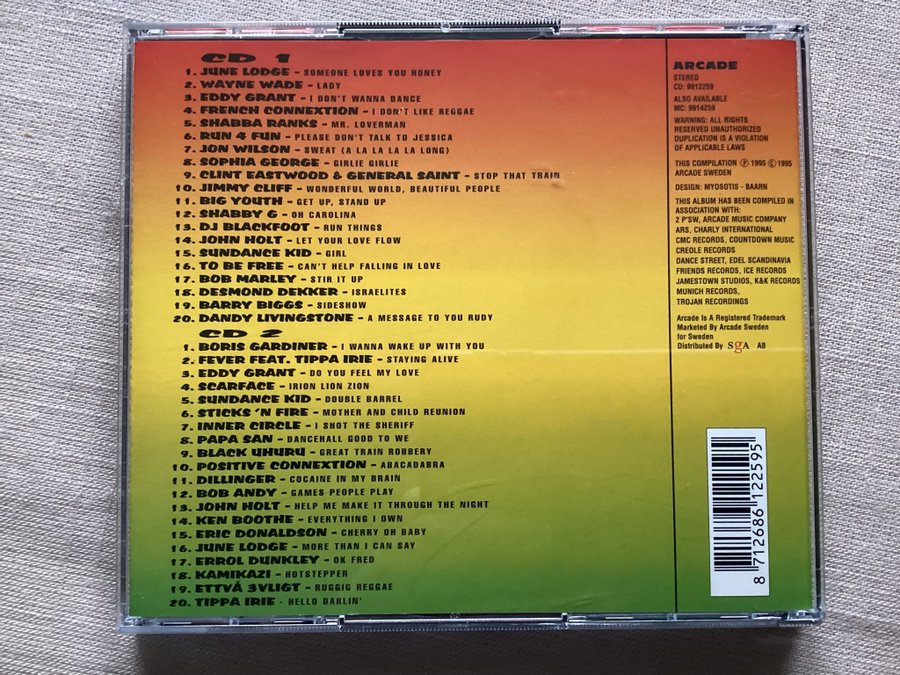 CD 1
1. JUNE LODGE - SOMEONE LOVES YOU HONEY
2. WAYNE WADE - LADY
3. EDDY GRANT - I DON'T WANNA DANCE
4. FRENCH CONNEXTION - I DON'T LIKE REGGAE
5. SHABBA RANKS - MR. LOVERMAN
6. RUN 4 FUN - PLEASE DON'T TALK TO JESSICA
7. JON WILSON - SWEAT (A LA LA LA LA LONG)
8. SOPHIA GEORGE - GIRLIE GIRLIE
9. CLINT EASTWOOD & GENERAL SAINT - STOP THAT TRAIN
10. JIMMY CLIFF - WONDERFUL WORLD, BEAUTIFUL PEOPLE
11. BIG YOUTH - GET UP, STAND UP
12. SHABBY G - OH CAROLINA
13. DJ BLACKFOOT - RUN THINGS
14. JOHN HOLT - LET YOUR LOVE FLOW
15. SUNDANCE KID - GIRL
16. TO BE FREE - CAN'T HELP FALLING IN LOVE
17. BOB MARLEY - STIR IT UP
18. DESMOND DEKKER - ISRAELITES
19. BARRY BIGGS - SIDESHOW
20. DANDY LIVINGSTONE - A MESSAGE TO YOU RUDY
CD 2
1. BORIS GARDINER - I WANNA WAKE UP WITH YOU
2. FEVER FEAT. TIPPA IRIE - STAYING ALIVE
3. EDDY GRANT - DO YOU FEEL MY LOVE
4. SCARFACE - IRION LION ZION
5. SUNDANCE KID - DOUBLE BARREL
6. STICKS 'N FIRE - MOTHER AND CHILD REUNION
7. INNER CIRCLE - I SHOT THE SHERIFF
8. PAPA SAN - DANCEHALL GOOD TO WE
9. BLACK UHURU - GREAT TRAIN ROBBERY
10. POSITIVE CONNEXTION - ABACADABRA
11. DILLINGER - COCAINE IN MY BRAIN
12. BOB ANDY - GAMES PEOPLE PLAY
13. JOHN HOLT - HELP ME MAKE IT THROUGH THE NIGHT
14. KEN BOOTHE - EVERYTHING I OWN
15. ERIC DONALDSON - CHERRY OH BABY
16. JUNE LODGE - MORE THAN I CAN SAY
17. ERROL DUNKLEY - OK FRED
18. KAMIKAZI - HOTSTEPPER
19. ETTVÅ 3VLIGT - RUGGIG REGGAE
20. TIPPA IRIE - HELLO DARLIN'
ARCADE
STEREO
CD: 9912259
ALSO AVAILABLE
MC: 9914259
WARNING: ALL RIGHTS
RESERVED UNAUTHORIZED
DUPLICATION IS A VIOLATION
OF APPLICABLE LAWS
THIS COMPILATION ℗ 1995 © 1995
ARCADE SWEDEN
DESIGN: MYOSOTIS - BAARN
THIS ALBUM HAS BEEN COMPILED IN
ASSOCIATION WITH:
2 P'SW, ARCADE MUSIC COMPANY
ARS, CHARLY INTERNATIONAL
CMC RECORDS, COUNTDOWN MUSIC
CREOLE RECORDS
DANCE STREET, EDEL SCANDINAVIA
FRIENDS RECORDS, ICE RECORDS
JAMESTOWN STUDIOS, K&K RECORDS
MUNICH RECORDS,
TROJAN RECORDINGS
Arcade Is A Registered Trademark
Marketed By Arcade Sweden
for Sweden
Distributed By SgA AB
8 712686 122595